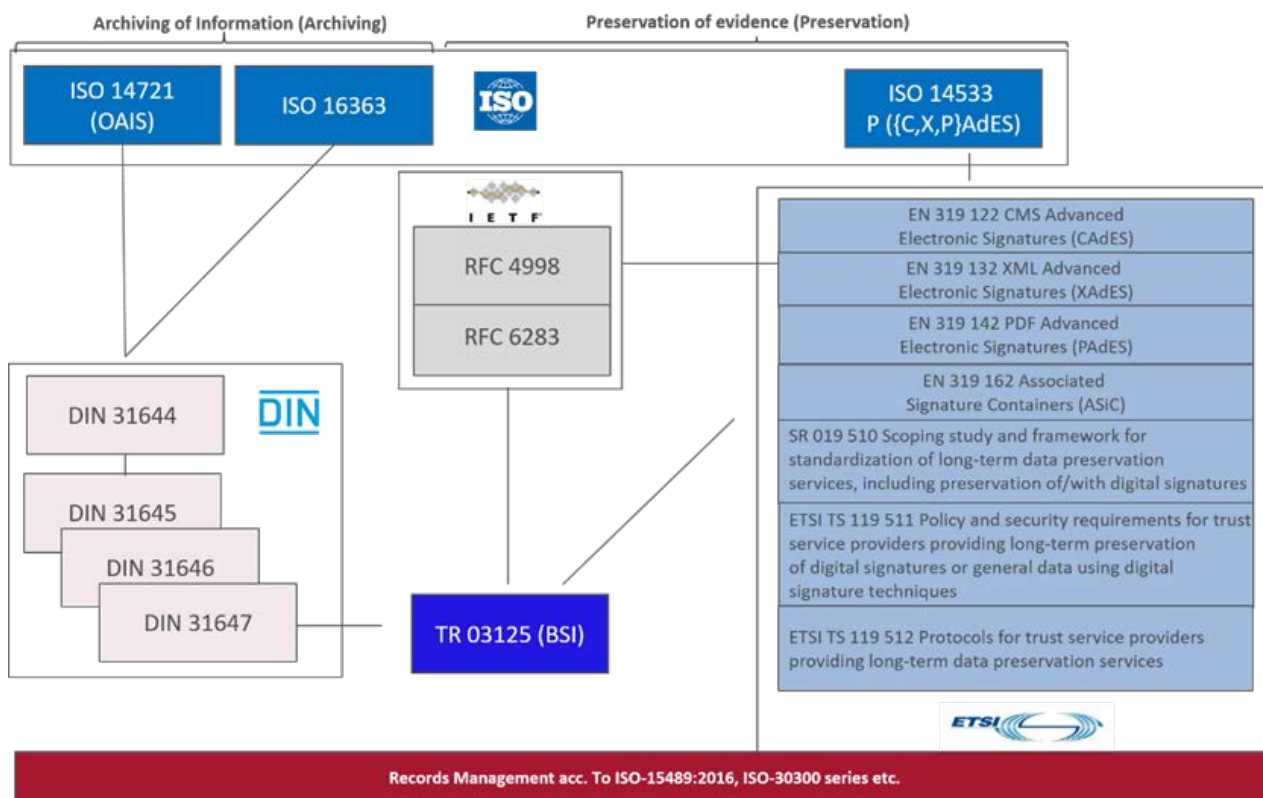 Archiving of Information (Archiving)
Preservation of evidence (Preservation)
ISO 14721
(OAIS)
ISO 16363
ISO
ISO 14533
P ({C,X,P}AdES)
I E T F
RFC 4998
RFC 6283
EN 319 122 CMS Advanced
Electronic Signatures (CAdES)
EN 319 132 XML Advanced
Electronic Signatures (XAdES)
EN 319 142 PDF Advanced
Electronic Signatures (PAdES)
EN 319 162 Associated
Signature Containers (ASiC)
SR 019 510 Scoping study and framework for
standardization of long-term data preservation
services, including preservation of/with digital signatures
ETSI TS 119 511 Policy and security requirements for trust
service providers providing long-term preservation
of digital signatures or general data using digital
signature techniques
ETSI TS 119 512 Protocols for trust service providers
providing long-term data preservation services
ETSI
DIN 31644
DIN
DIN 31645
DIN 31646
DIN 31647
TR 03125 (BSI)
Records Management acc. To ISO-15489:2016, ISO-30300 series etc.